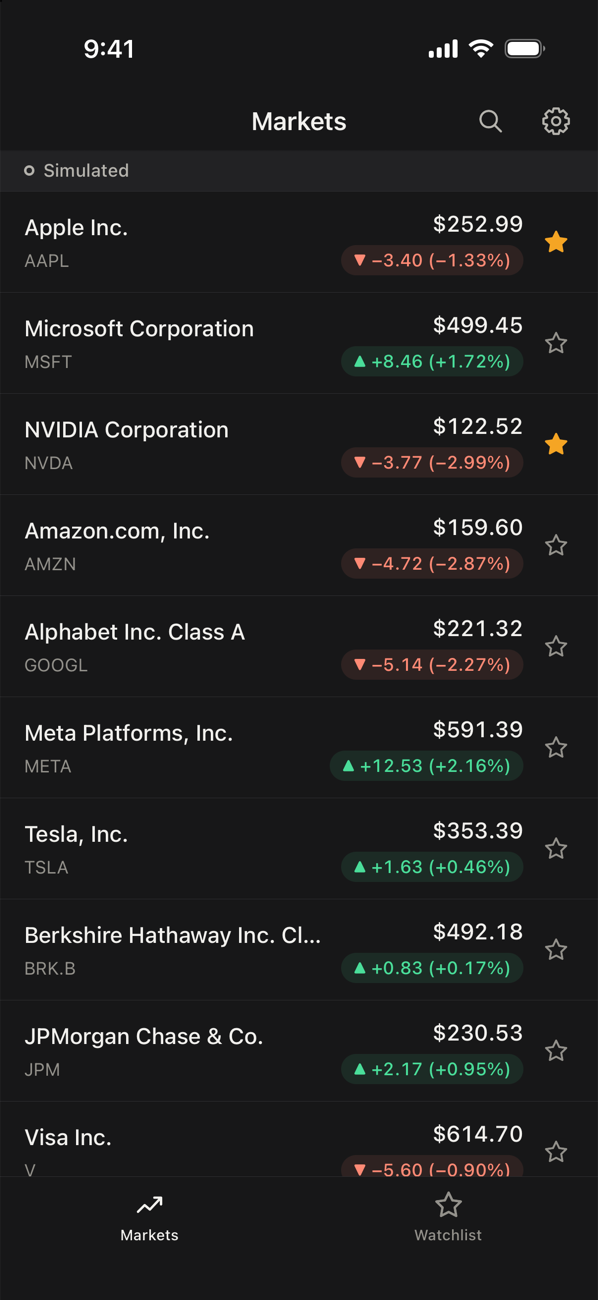 9:41
Markets
Simulated
Apple Inc.
$252.99
AAPL
▼ −3.40 (−1.33%)
Microsoft Corporation
$499.45
MSFT
▲ +8.46 (+1.72%)
NVIDIA Corporation
$122.52
NVDA
▼ −3.77 (−2.99%)
Amazon.com, Inc.
$159.60
AMZN
▼ −4.72 (−2.87%)
Alphabet Inc. Class A
$221.32
GOOGL
▼ −5.14 (−2.27%)
Meta Platforms, Inc.
$591.39
META
▲ +12.53 (+2.16%)
Tesla, Inc.
$353.39
TSLA
▲ +1.63 (+0.46%)
Berkshire Hathaway Inc. Cl...
$492.18
BRK.B
▲ +0.83 (+0.17%)
JPMorgan Chase & Co.
$230.53
JPM
▲ +2.17 (+0.95%)
Visa Inc.
$614.70
V
▼ −5.60 (−0.90%)
Markets
Watchlist